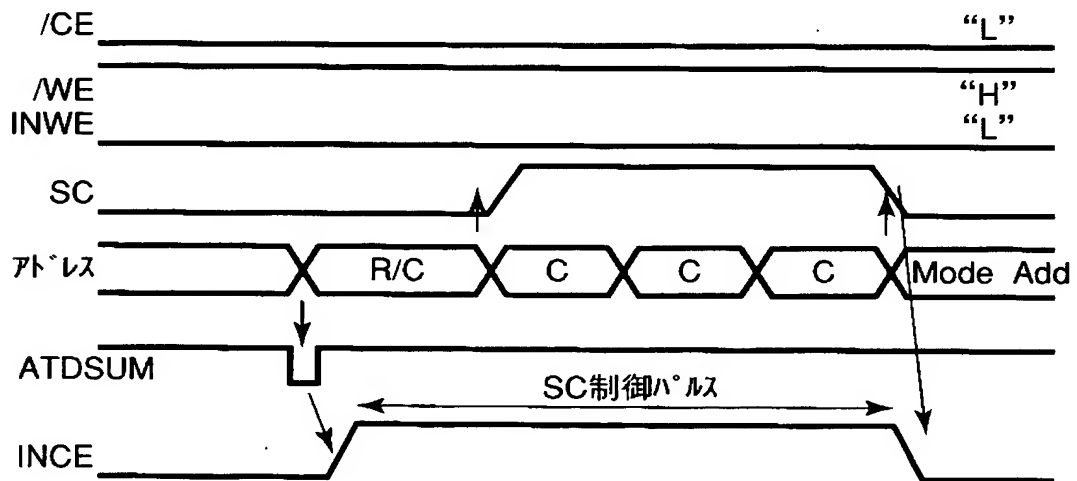 /CE “L”
/WE “H”
INWE “L”
SC
ｱﾄﾞﾚｽ R/C C C C Mode Add
ATDSUM
SC制御ﾊﾟﾙｽ
INCE